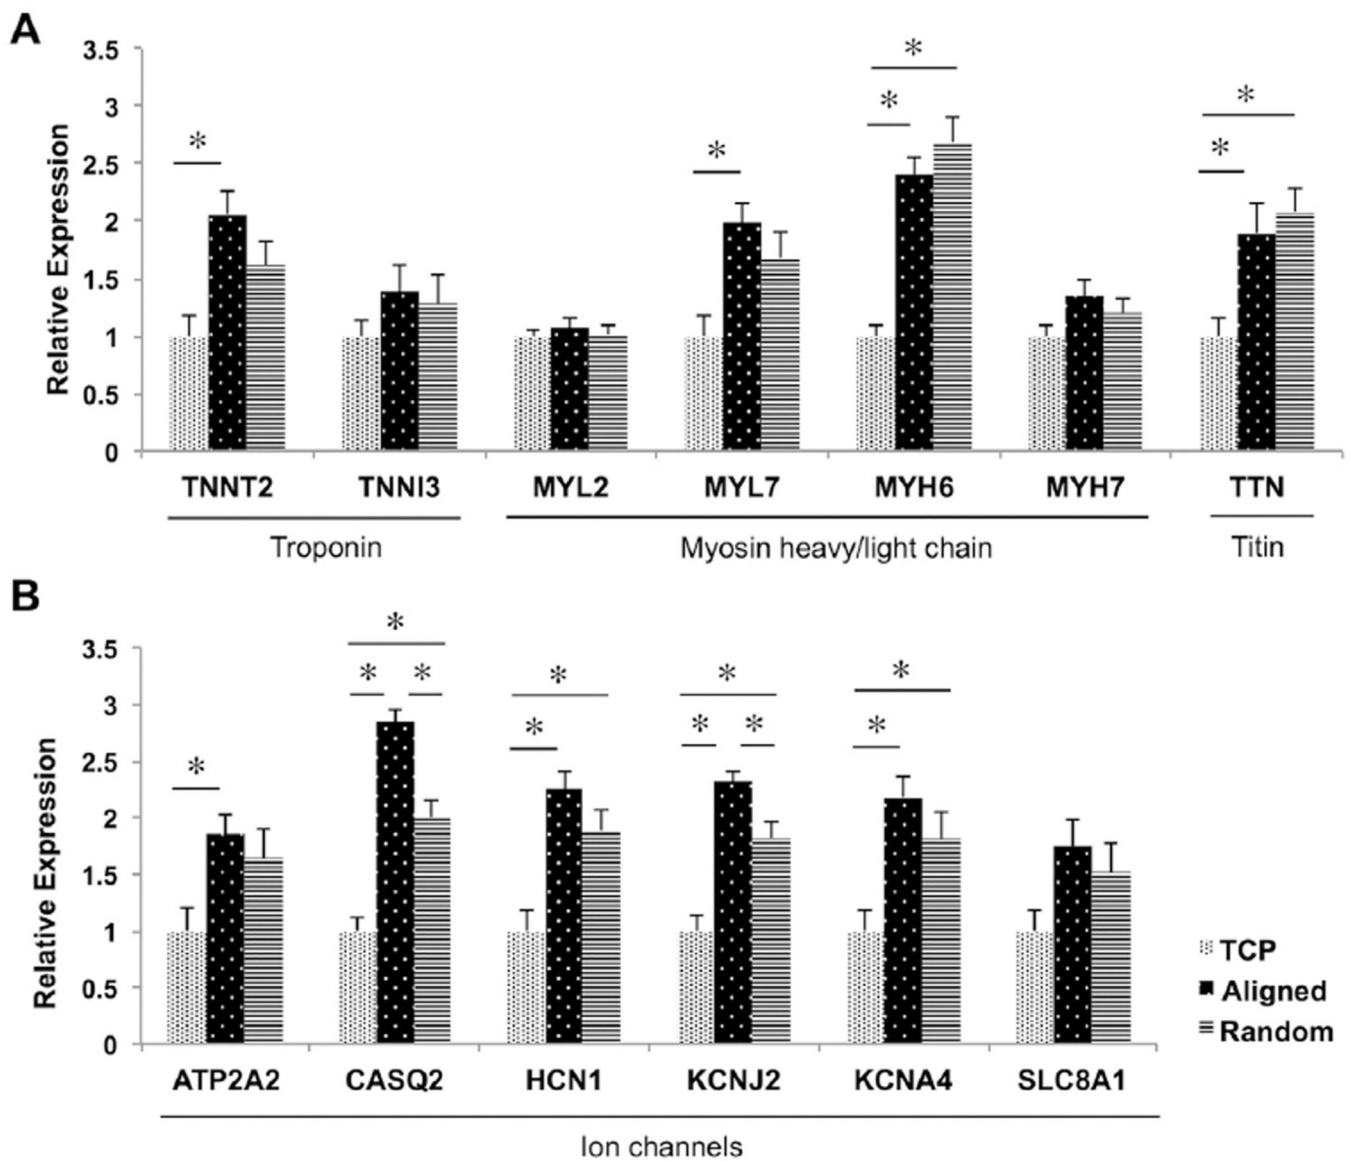 A
3.5
3
2.5
2
1.5
1
0.5
0
Relative Expression
*
*
*
*
*
*
TNNT2 TNNI3 MYL2 MYL7 MYH6 MYH7 TTN
Troponin Myosin heavy/light chain Titin
B
3.5
3
2.5
2
1.5
1
0.5
0
Relative Expression
*
*
* *
*
*
*
* *
*
*
ATP2A2 CASQ2 HCN1 KCNJ2 KCNA4 SLC8A1
Ion channels
TCP
Aligned
Random